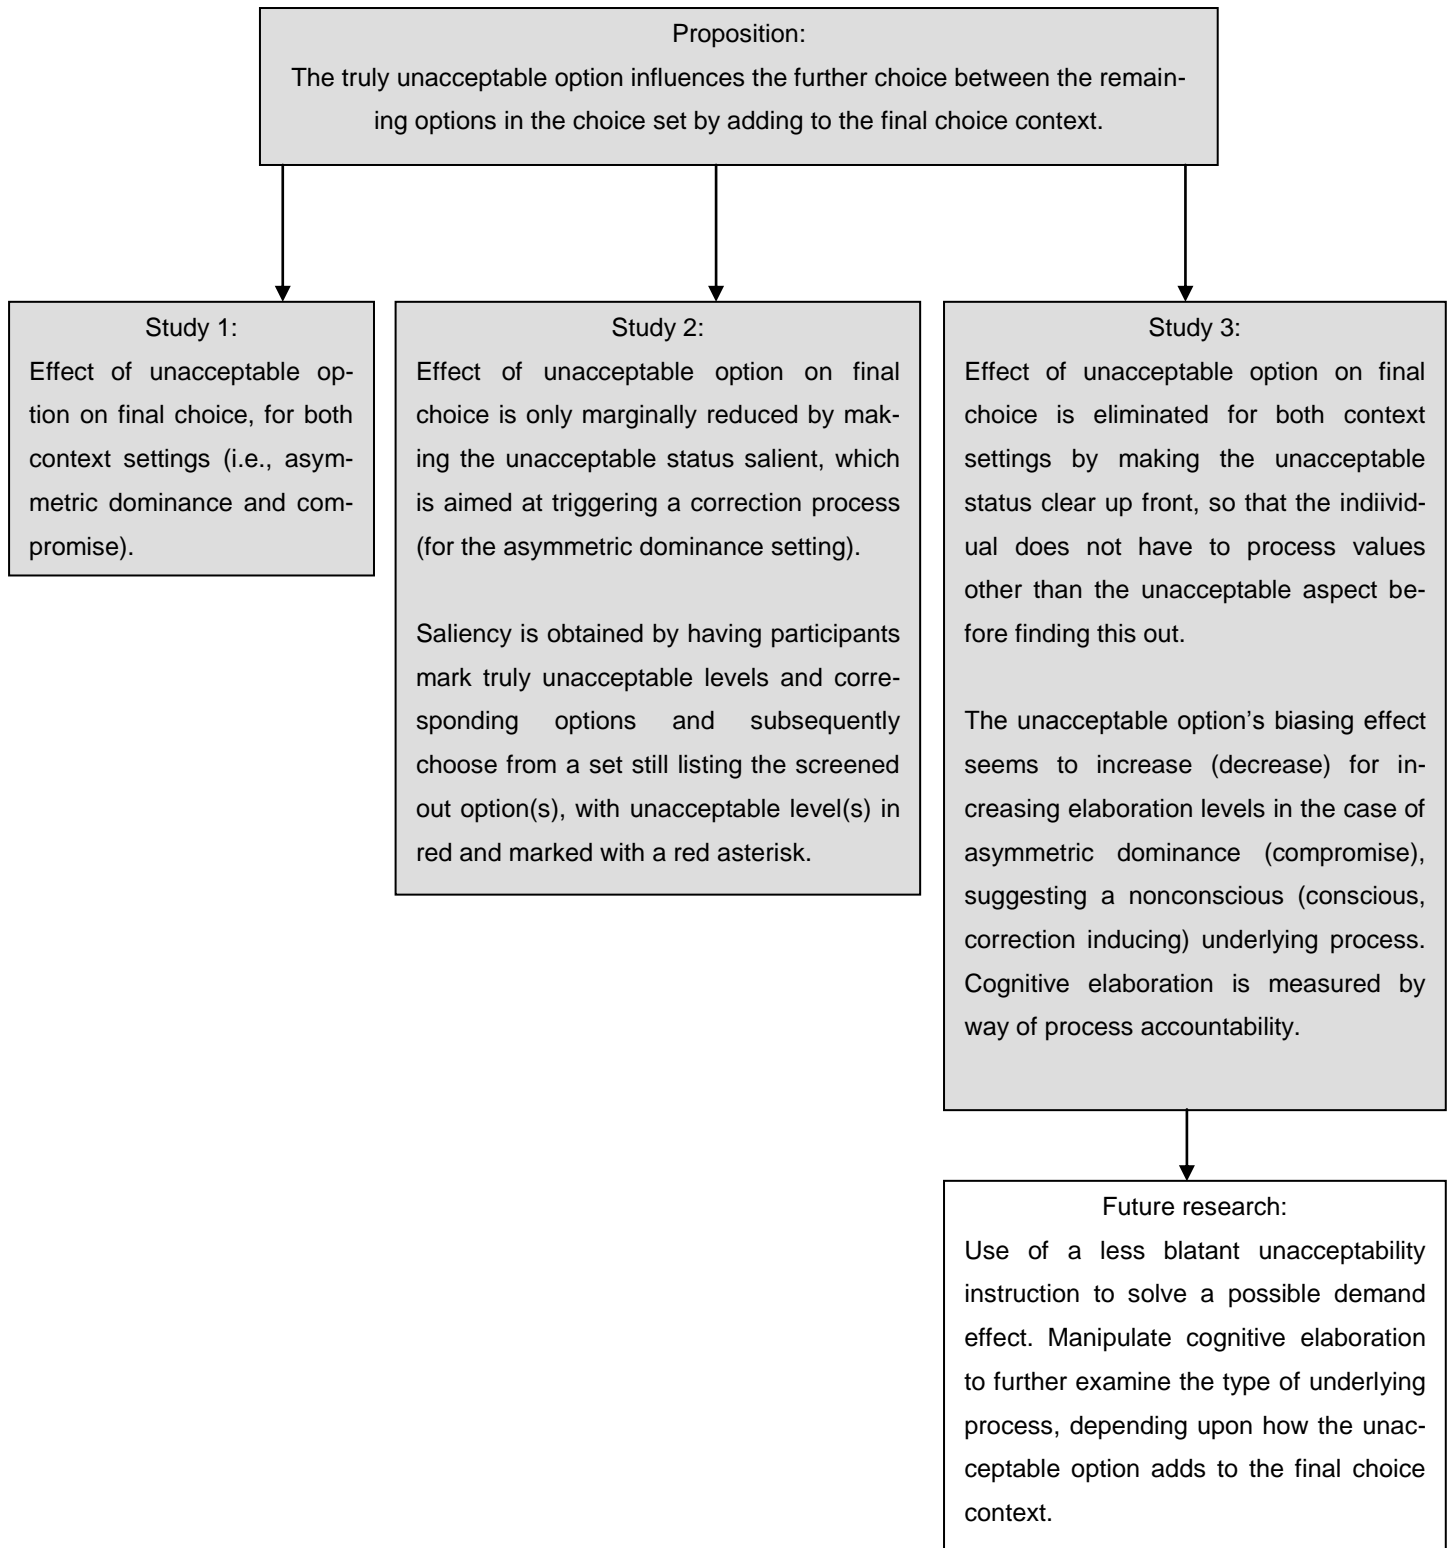 Proposition:
The truly unacceptable option influences the further choice between the remain-
ing options in the choice set by adding to the final choice context.
Study 1:
Effect of unacceptable op-
tion on final choice, for both
context settings (i.e., asym-
metric dominance and com-
promise).
Study 2:
Effect of unacceptable option on final
choice is only marginally reduced by mak-
ing the unacceptable status salient, which
is aimed at triggering a correction process
(for the asymmetric dominance setting).
Saliency is obtained by having participants
mark truly unacceptable levels and corre-
sponding options and subsequently
choose from a set still listing the screened
out option(s), with unacceptable level(s) in
red and marked with a red asterisk.
Study 3:
Effect of unacceptable option on final
choice is eliminated for both context
settings by making the unacceptable
status clear up front, so that the indiivid-
ual does not have to process values
other than the unacceptable aspect be-
fore finding this out.
The unacceptable option’s biasing effect
seems to increase (decrease) for in-
creasing elaboration levels in the case of
asymmetric dominance (compromise),
suggesting a nonconscious (conscious,
correction inducing) underlying process.
Cognitive elaboration is measured by
way of process accountability.
Future research:
Use of a less blatant unacceptability
instruction to solve a possible demand
effect. Manipulate cognitive elaboration
to further examine the type of underlying
process, depending upon how the unac-
ceptable option adds to the final choice
context.